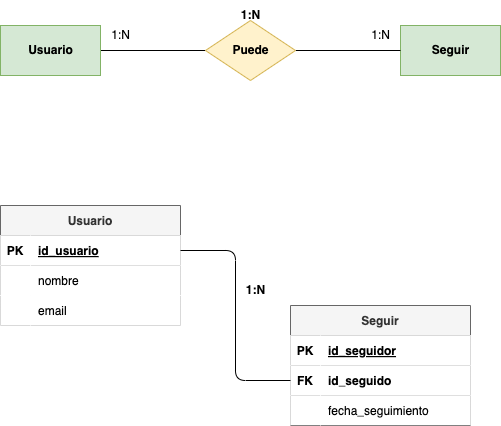 1:N
1:N
1:N
Usuario
Puede
Seguir
Usuario
PK id_usuario
nombre
email
1:N
Seguir
PK id_seguidor
FK id_seguido
fecha_seguimiento